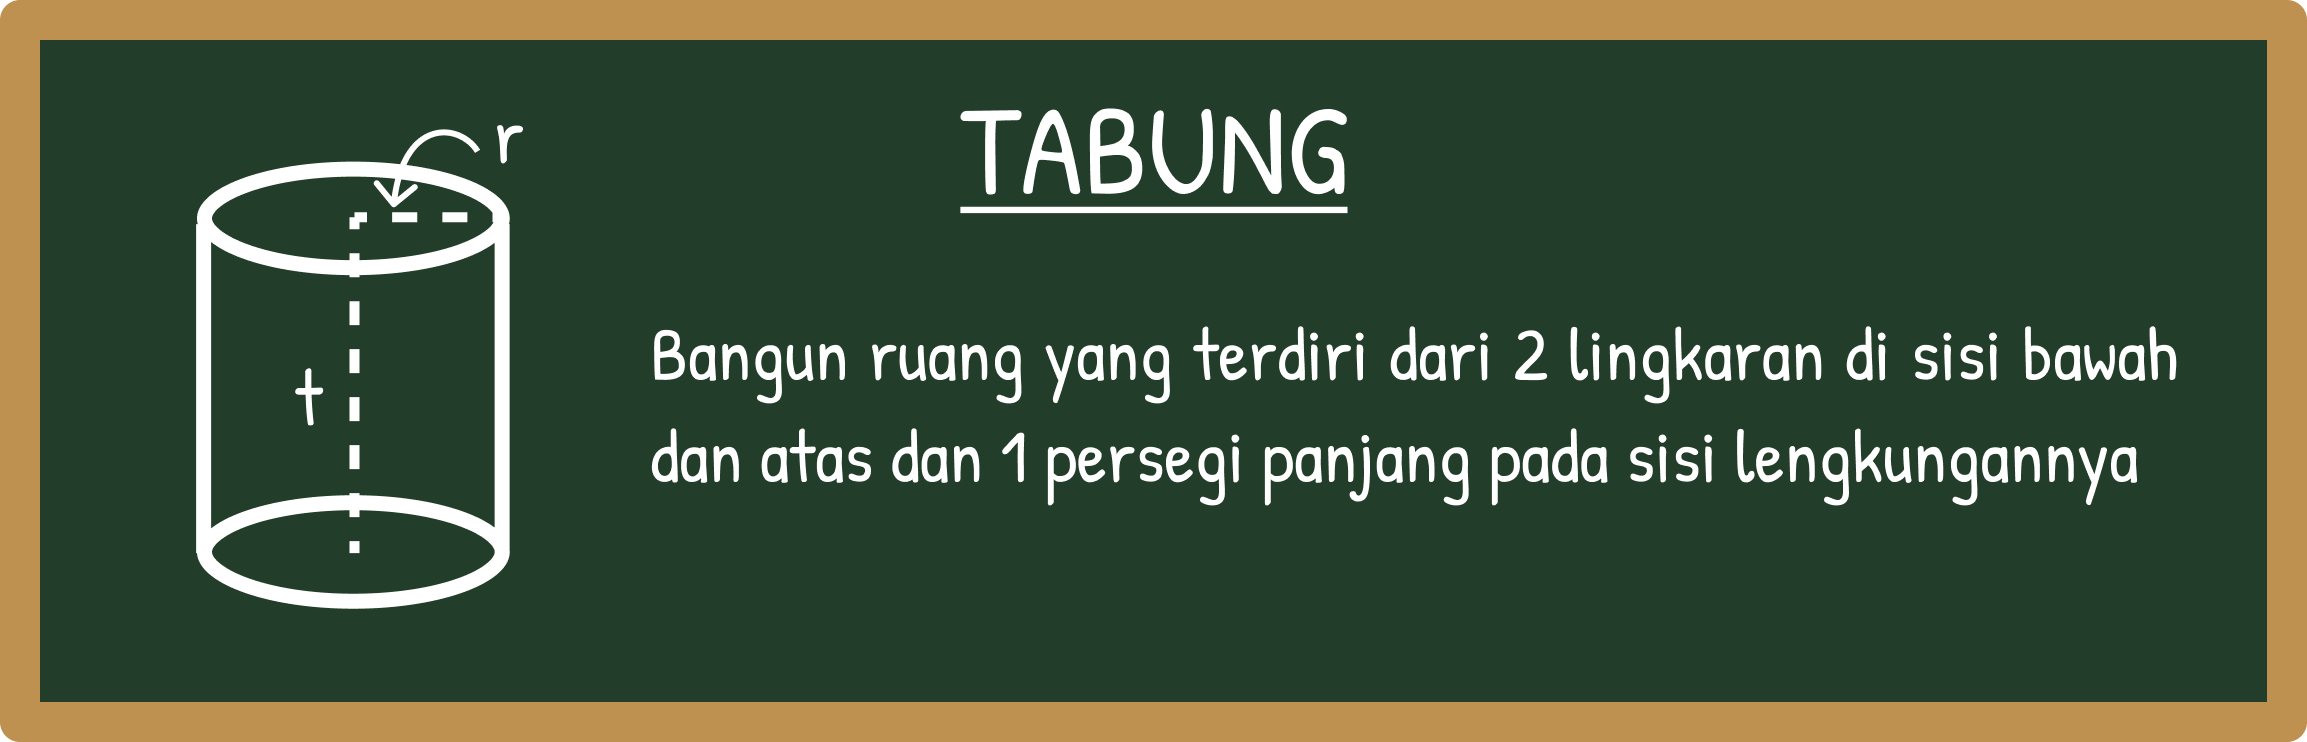 r
TABUNG
t
Bangun ruang yang terdiri dari 2 lingkaran di sisi bawah
dan atas dan 1 persegi panjang pada sisi lengkungannya